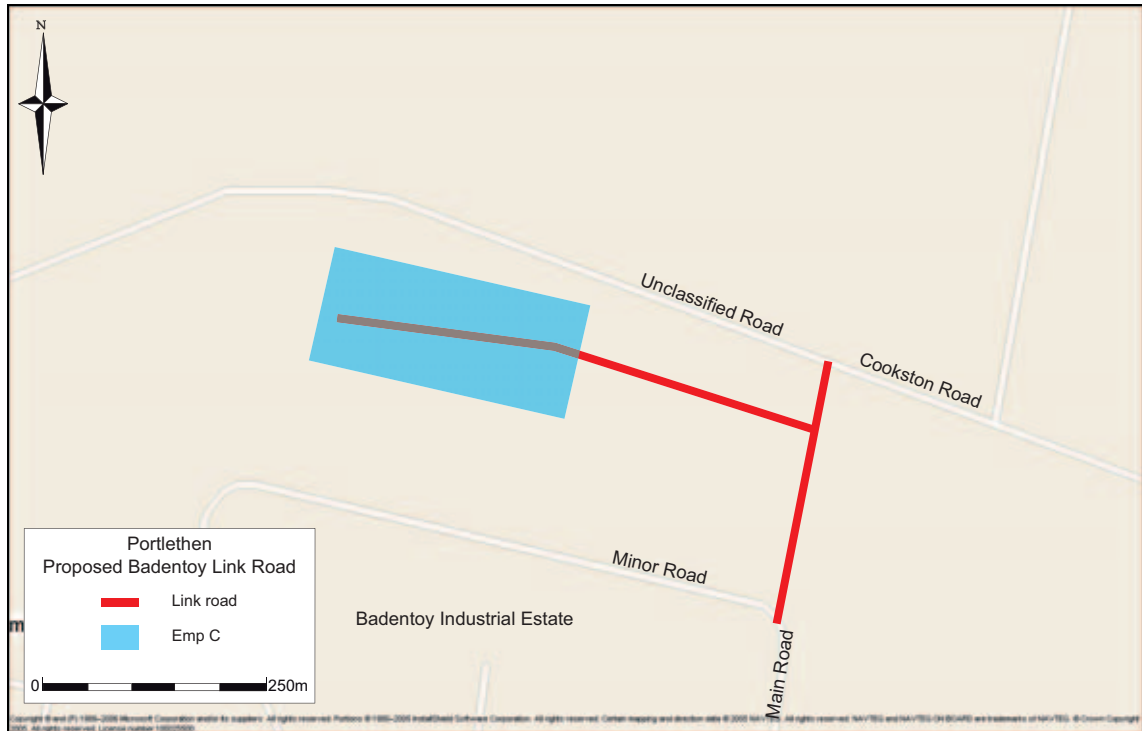 N
Unclassified Road
Cookston Road
Minor Road
Badentoy Industrial Estate
Main Road
Portlethen
Proposed Badentoy Link Road
Link road
Emp C
0
250m
m